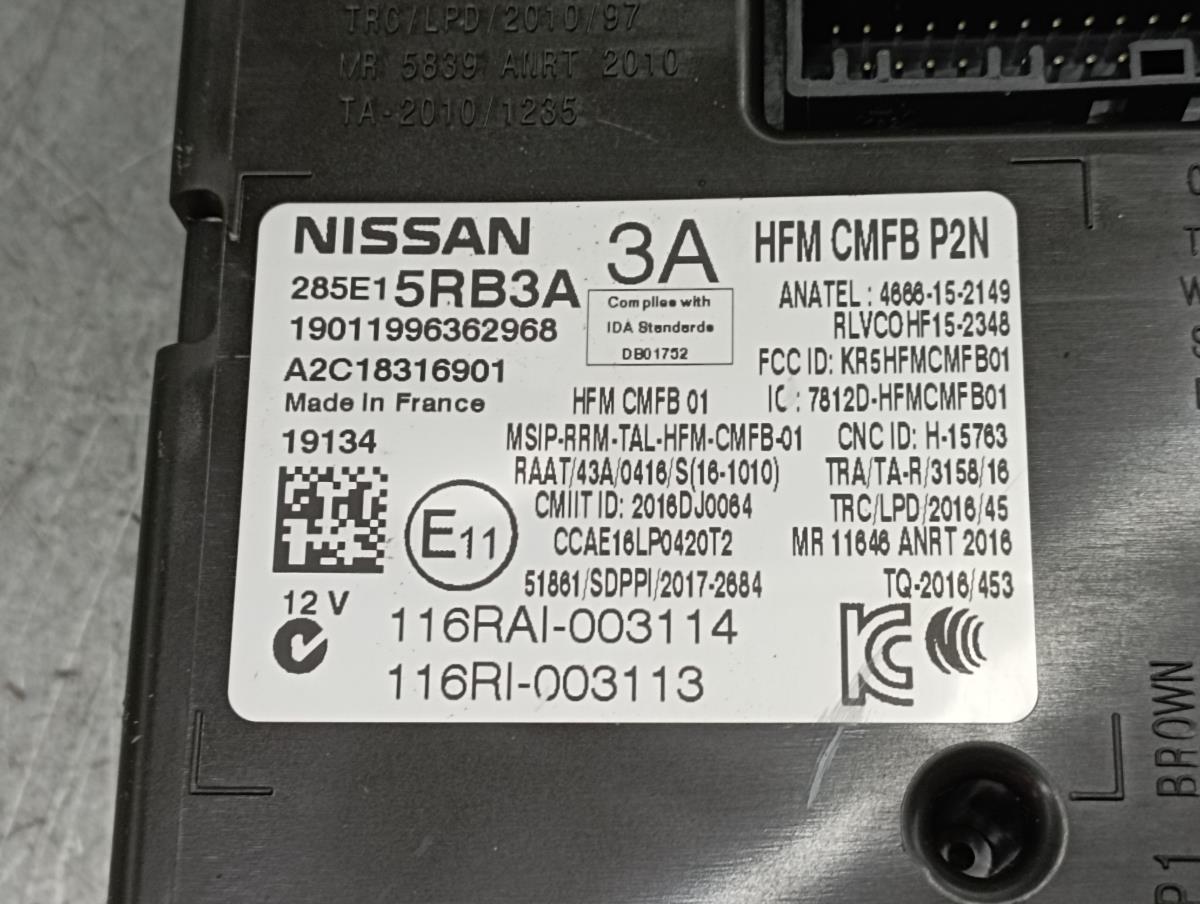 TRC/LPD/2010/97
MR 5839 ANRT 2010
TA-2010/1235
NISSAN
3A
HFM CMFB P2N
285E15RB3A
19011996362968
A2C18316901
Made In France
19134
Complies with
IDA Standards
DB01752
ANATEL : 4666-15-2149
RLVCOHF15-2348
FCC ID: KR5HFMCMFB01
HFM CMFB 01
IC : 7812D-HFMCMFB01
MSIP-RRM-TAL-HFM-CMFB-01
CNC ID: H-15763
RAAT/43A/0416/S(16-1010)
TRA/TA-R/3158/16
CMIIT ID: 2016DJ0064
TRC/LPD/2016/45
CCAE16LP0420T2
MR 11646 ANRT 2016
51861/SDPPI/2017-2684
TQ-2016/453
E11
12 V
116RAI-003114
116RI-003113
P1 BROWN